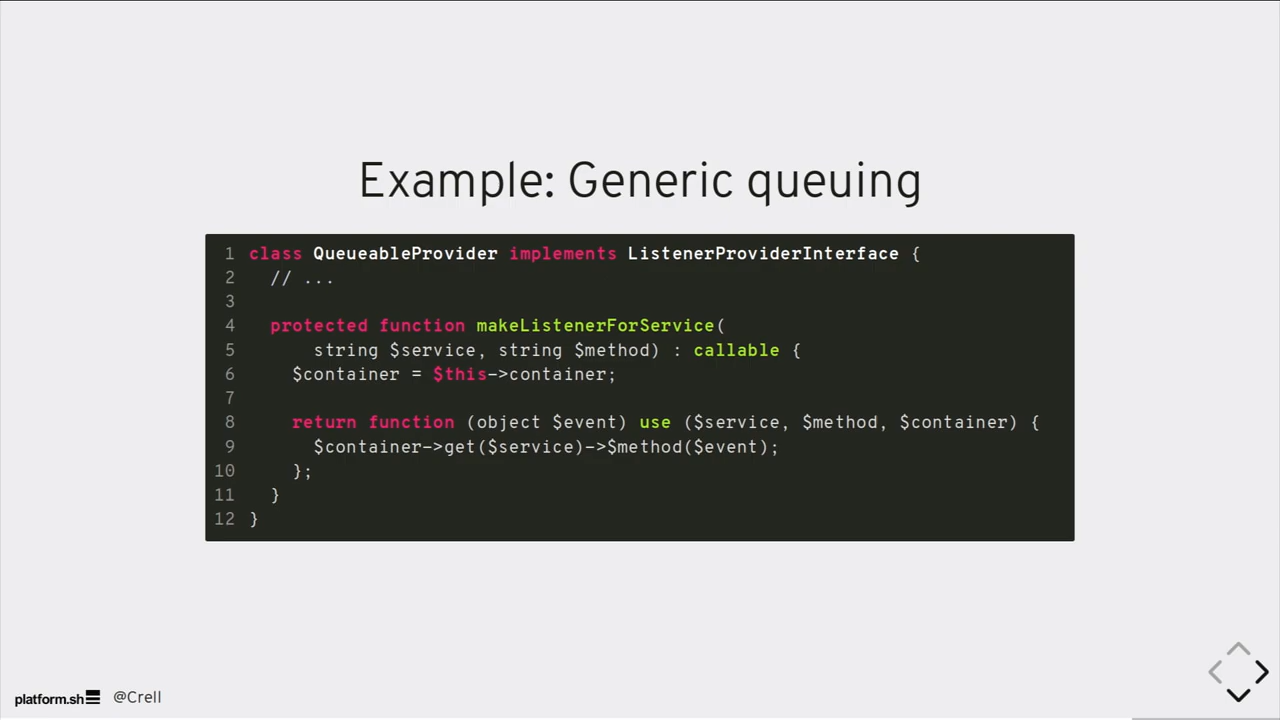 Example: Generic queuing
1 class QueueableProvider implements ListenerProviderInterface {
2   // ...
3
4   protected function makeListenerForService(
5       string $service, string $method) : callable {
6     $container = $this->container;
7
8     return function (object $event) use ($service, $method, $container) {
9       $container->get($service)->$method($event);
10     };
11   }
12 }
platform.sh @Crell